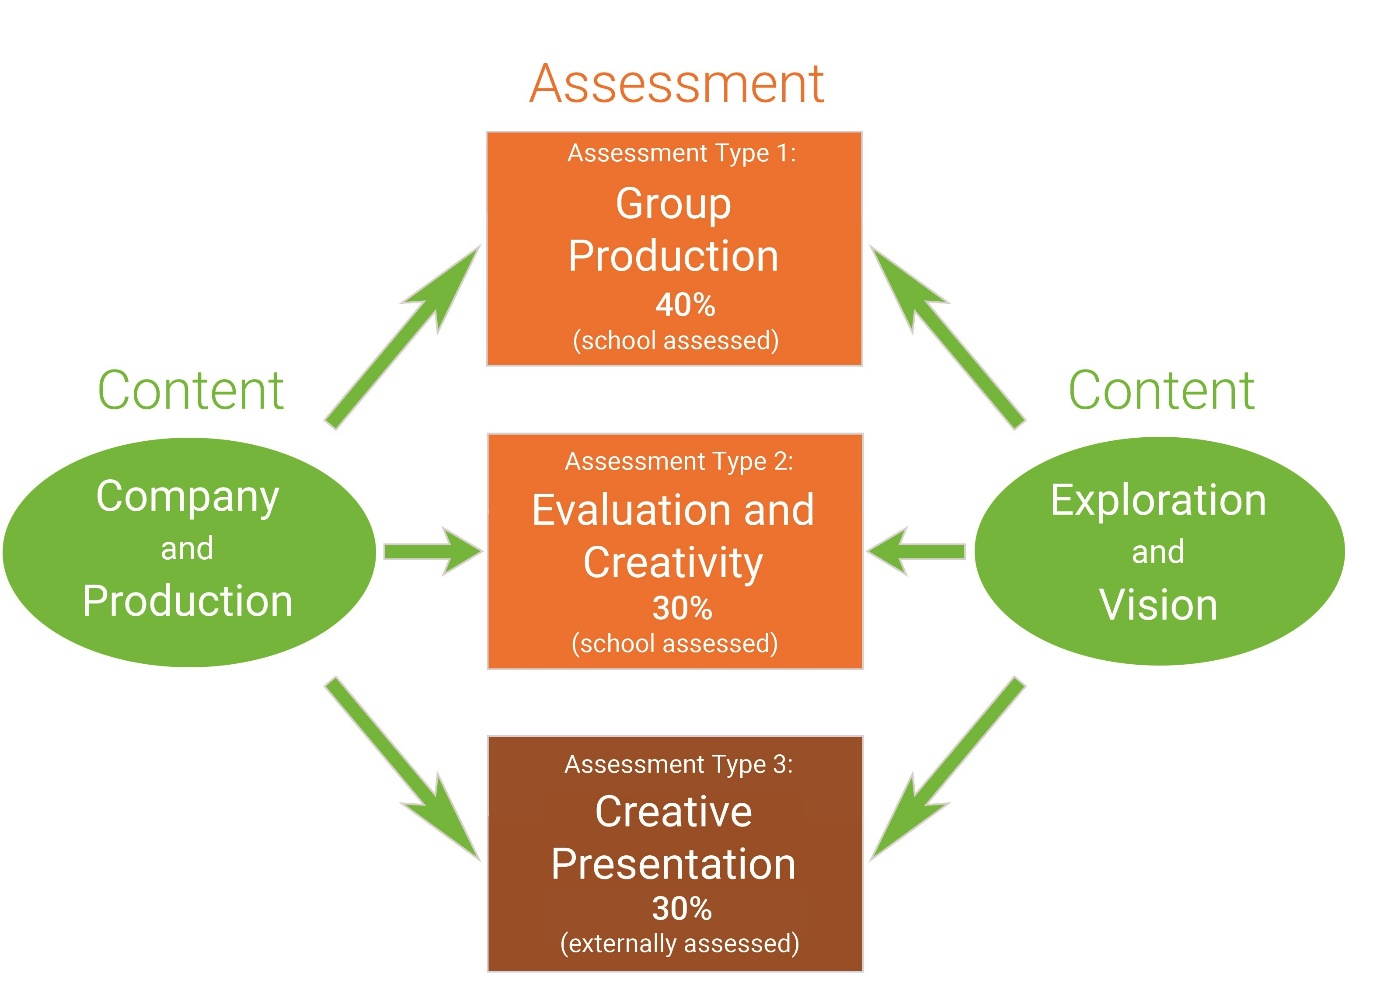 Assessment
Assessment Type 1:
Group
Production
40%
(school assessed)
Content
Company
and
Production
Assessment Type 2:
Evaluation and
Creativity
30%
(school assessed)
Content
Exploration
and
Vision
Assessment Type 3:
Creative
Presentation
30%
(externally assessed)